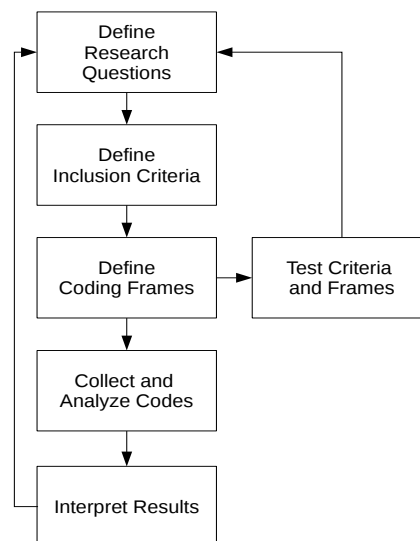 Define
Research
Questions
Define
Inclusion Criteria
Define
Coding Frames
Test Criteria
and Frames
Collect and
Analyze Codes
Interpret Results